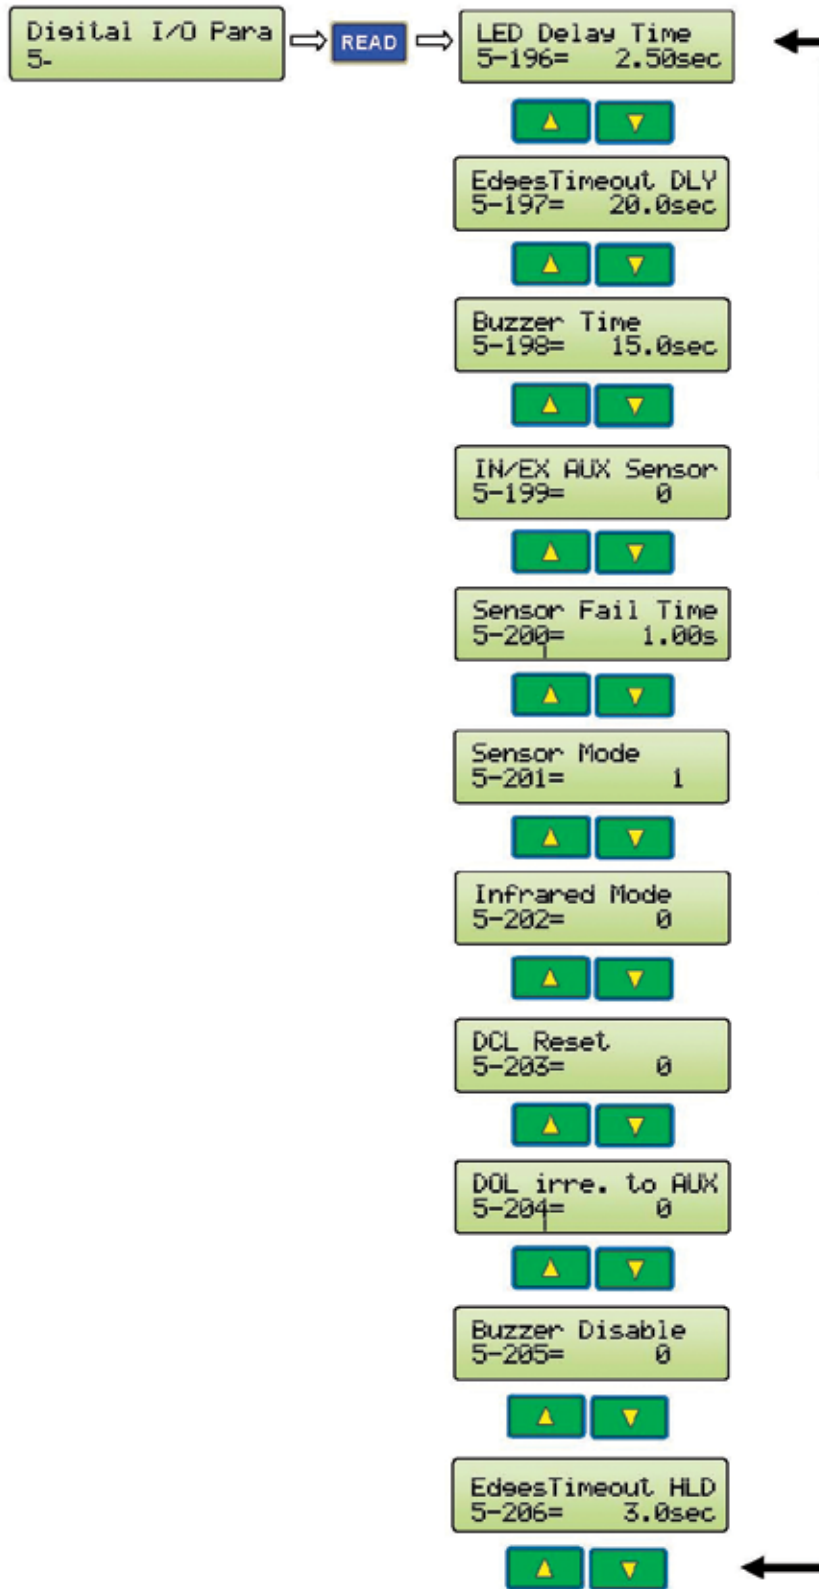 Digital I/O Para
5-
READ
LED Delay Time
5-196= 2.50sec
EdgesTimeout DLY
5-197= 20.0sec
Buzzer Time
5-198= 15.0sec
IN/EX AUX Sensor
5-199= 0
Sensor Fail Time
5-200= 1.00s
Sensor Mode
5-201= 1
Infrared Mode
5-202= 0
DCL Reset
5-203= 0
DOL irre. to AUX
5-204= 0
Buzzer Disable
5-205= 0
EdgesTimeout HLD
5-206= 3.0sec